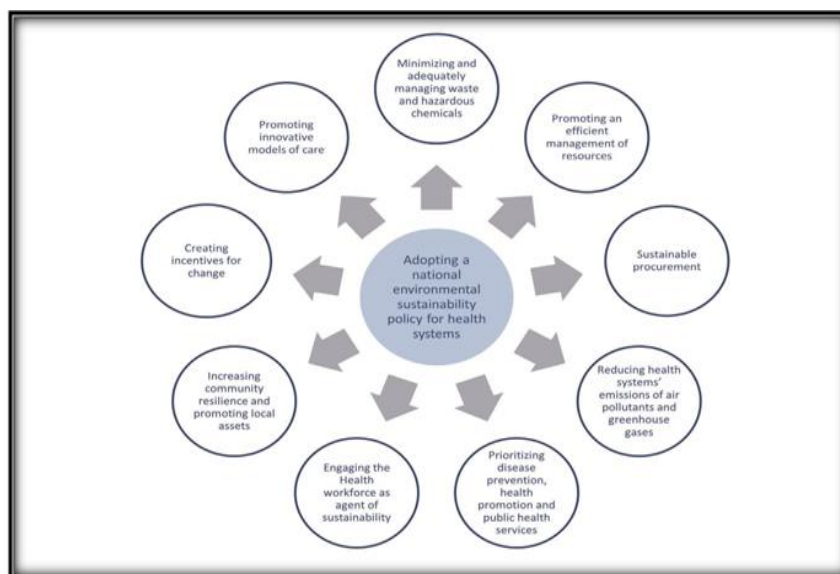 Minimizing and
adequately
managing waste
and hazardous
chemicals
Promoting an
efficient
management of
resources
Sustainable
procurement
Reducing health
systems'
emissions of air
pollutants and
greenhouse
gases
Prioritizing
disease
prevention,
health
promotion and
public health
services
Engaging the
Health
workforce as
agent of
sustainability
Increasing
community
resilience and
promoting local
assets
Creating
incentives for
change
Promoting
innovative
models of care
Adopting a
national
environmental
sustainability
policy for health
systems